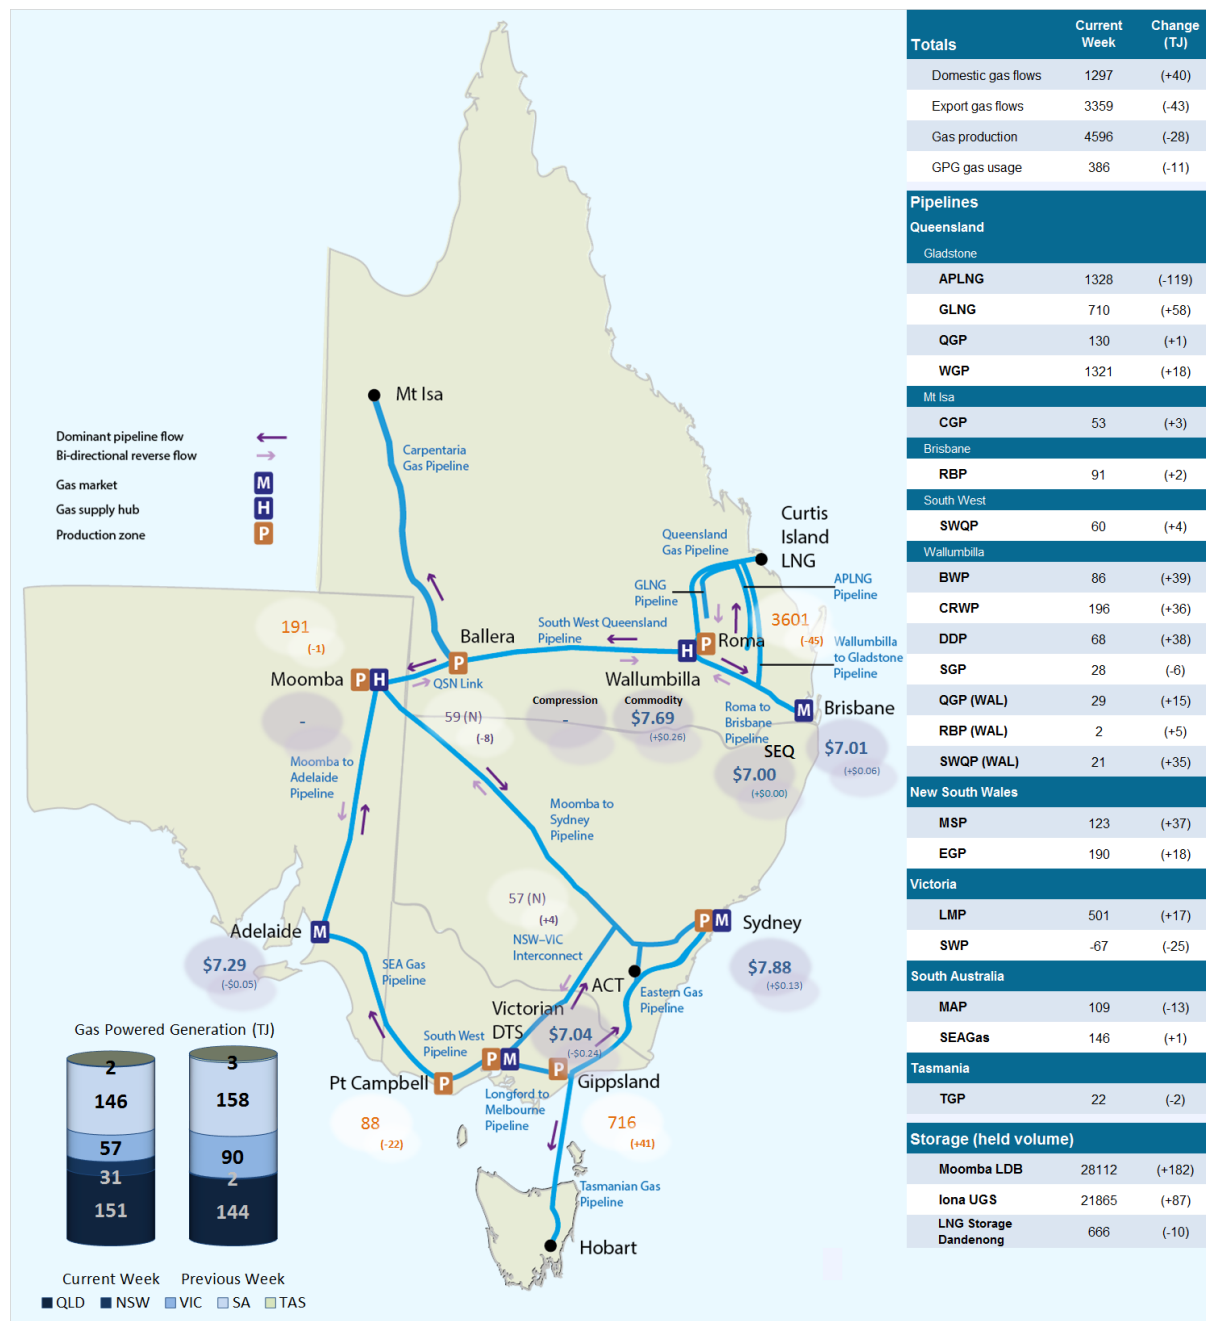 Mt Isa
Carpentaria
Gas Pipeline
Dominant pipeline flow
Bi-directional reverse flow
Gas market
M
Gas supply hub
H
Production zone
P
Curtis
Island
LNG
Queensland
Gas Pipeline
GLNG
Pipeline
APLNG
Pipeline
3601
(-45)
191
(-1)
Ballera
P
South West Queensland
Pipeline
H P Roma
Wallumbilla
to Gladstone
Pipeline
Moomba P H
QSN Link
Wallumbilla
Compression
-
Commodity
$7.69
(+$0.26)
Roma to
Brisbane
Pipeline
M Brisbane
$7.01
(+$0.06)
SEQ
$7.00
(+$0.00)
-
59 (N)
(-8)
Moomba to
Adelaide
Pipeline
Moomba to
Sydney
Pipeline
57 (N)
(+4)
NSW-VIC
Interconnect
Adelaide M
$7.29
(-$0.05)
SEA Gas
Pipeline
P M Sydney
$7.88
(+$0.13)
ACT
Eastern Gas
Pipeline
Victorian
DTS
$7.04
(-$0.24)
South West
Pipeline
P M
P
Gippsland
Pt Campbell P
88
(-22)
Longford to
Melbourne
Pipeline
716
(+41)
Tasmanian Gas
Pipeline
Hobart
Gas Powered Generation (TJ)
2
146
57
31
151
3
158
90
2
144
Current Week
Previous Week
QLD NSW VIC SA TAS
Totals Current Week Change (TJ)
Domestic gas flows 1297 (+40)
Export gas flows 3359 (-43)
Gas production 4596 (-28)
GPG gas usage 386 (-11)
Pipelines
Queensland
Gladstone
APLNG 1328 (-119)
GLNG 710 (+58)
QGP 130 (+1)
WGP 1321 (+18)
Mt Isa
CGP 53 (+3)
Brisbane
RBP 91 (+2)
South West
SWQP 60 (+4)
Wallumbilla
BWP 86 (+39)
CRWP 196 (+36)
DDP 68 (+38)
SGP 28 (-6)
QGP (WAL) 29 (+15)
RBP (WAL) 2 (+5)
SWQP (WAL) 21 (+35)
New South Wales
MSP 123 (+37)
EGP 190 (+18)
Victoria
LMP 501 (+17)
SWP -67 (-25)
South Australia
MAP 109 (-13)
SEAGas 146 (+1)
Tasmania
TGP 22 (-2)
Storage (held volume)
Moomba LDB 28112 (+182)
Iona UGS 21865 (+87)
LNG Storage
Dandenong 666 (-10)